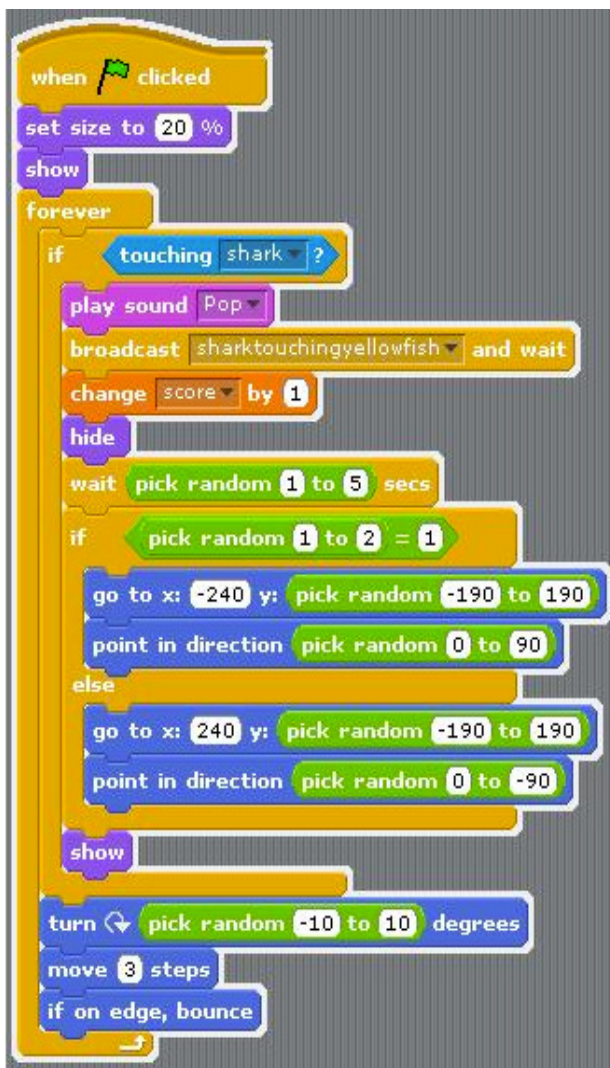 when clicked
set size to 20 %
show
forever
if touching shark ?
play sound Pop
broadcast sharktouchingyellowfish and wait
change score by 1
hide
wait pick random 1 to 5 secs
if pick random 1 to 2 = 1
go to x: -240 y: pick random -190 to 190
point in direction pick random 0 to 90
else
go to x: 240 y: pick random -190 to 190
point in direction pick random 0 to -90
show
turn pick random -10 to 10 degrees
move 3 steps
if on edge, bounce